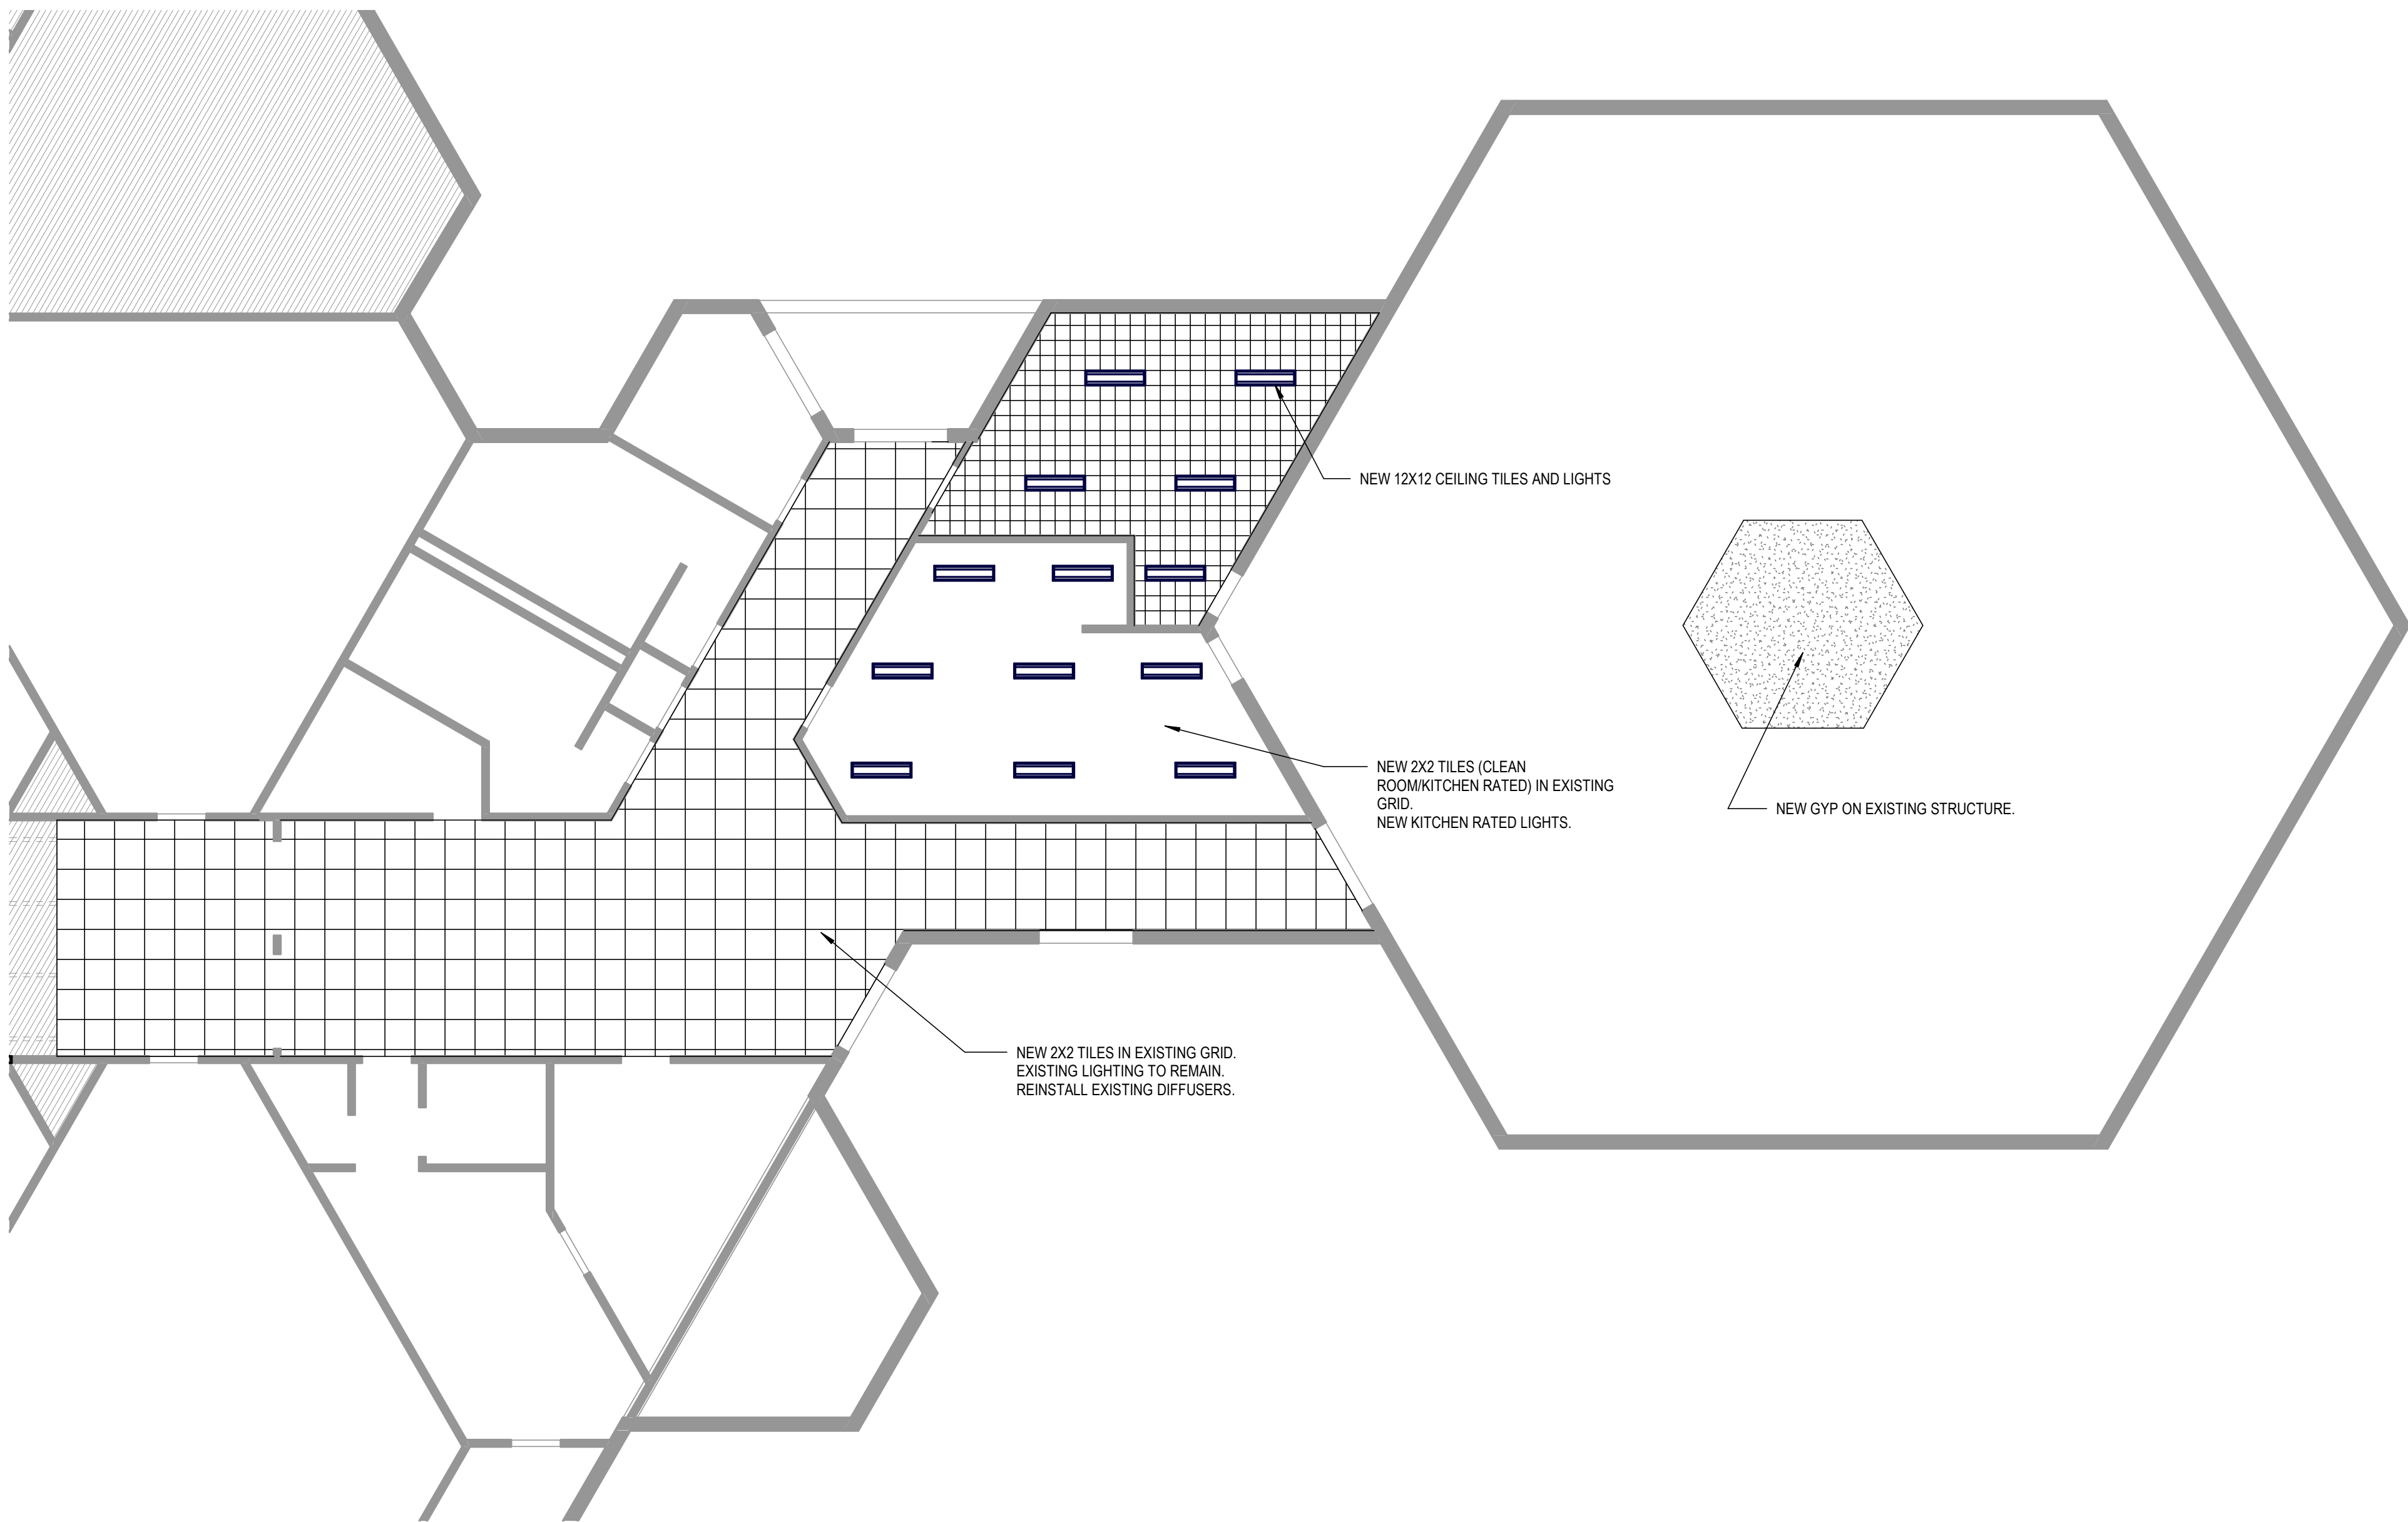 NEW 12X12 CEILING TILES AND LIGHTS
NEW 2X2 TILES (CLEAN
ROOM/KITCHEN RATED) IN EXISTING
GRID.
NEW KITCHEN RATED LIGHTS.
NEW GYP ON EXISTING STRUCTURE.
NEW 2X2 TILES IN EXISTING GRID.
EXISTING LIGHTING TO REMAIN.
REINSTALL EXISTING DIFFUSERS.